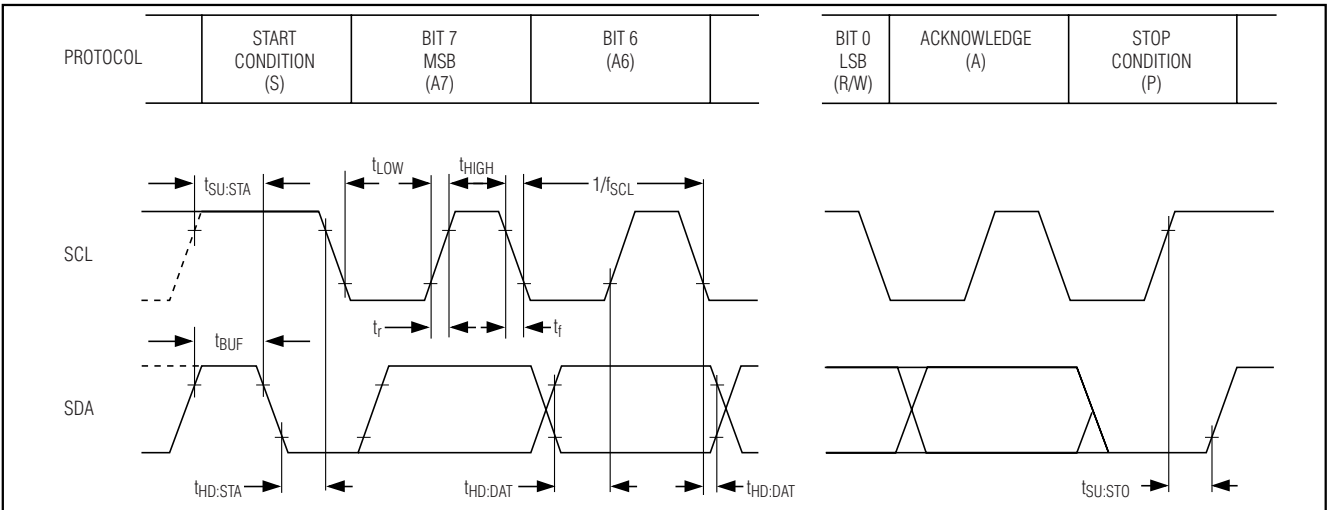 PROTOCOL
START
CONDITION
(S)
BIT 7
MSB
(A7)
BIT 6
(A6)
BIT 0
LSB
(R/W)
ACKNOWLEDGE
(A)
STOP
CONDITION
(P)
tSU:STA
tLOW
tHIGH
1/fSCL
SCL
tr
tf
tBUF
SDA
tHD:STA
tHD:DAT
tHD:DAT
tSU:STO